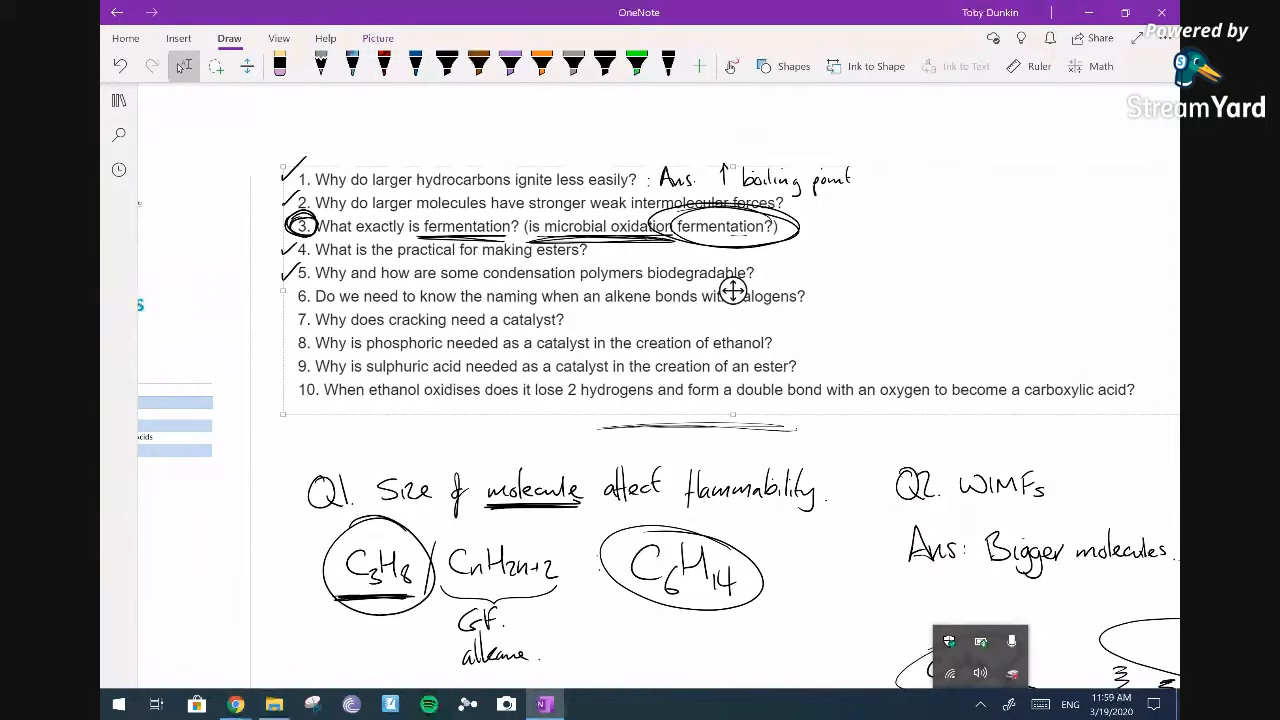 OneNote
Toby Dunkin
Powered by
StreamYard
Home Insert Draw View Help Picture
Share
Shapes Ink to Shape Ink to Text Ruler Math
1. Why do larger hydrocarbons ignite less easily? : Ans. ↑ boiling point
2. Why do larger molecules have stronger weak intermolecular forces?
3. What exactly is fermentation? (is microbial oxidation fermentation?)
4. What is the practical for making esters?
5. Why and how are some condensation polymers biodegradable?
6. Do we need to know the naming when an alkene bonds with halogens?
7. Why does cracking need a catalyst?
8. Why is phosphoric needed as a catalyst in the creation of ethanol?
9. Why is sulphuric acid needed as a catalyst in the creation of an ester?
10. When ethanol oxidises does it lose 2 hydrogens and form a double bond with an oxygen to become a carboxylic acid?
s
acids
Q1. Size of molecule affect flammability.
Q2. WIMFs
C3H8 / CnH2n+2 C6H14
Ans: Bigger molecules.
G.F.
alkane.
ENG
11:59 AM
3/19/2020